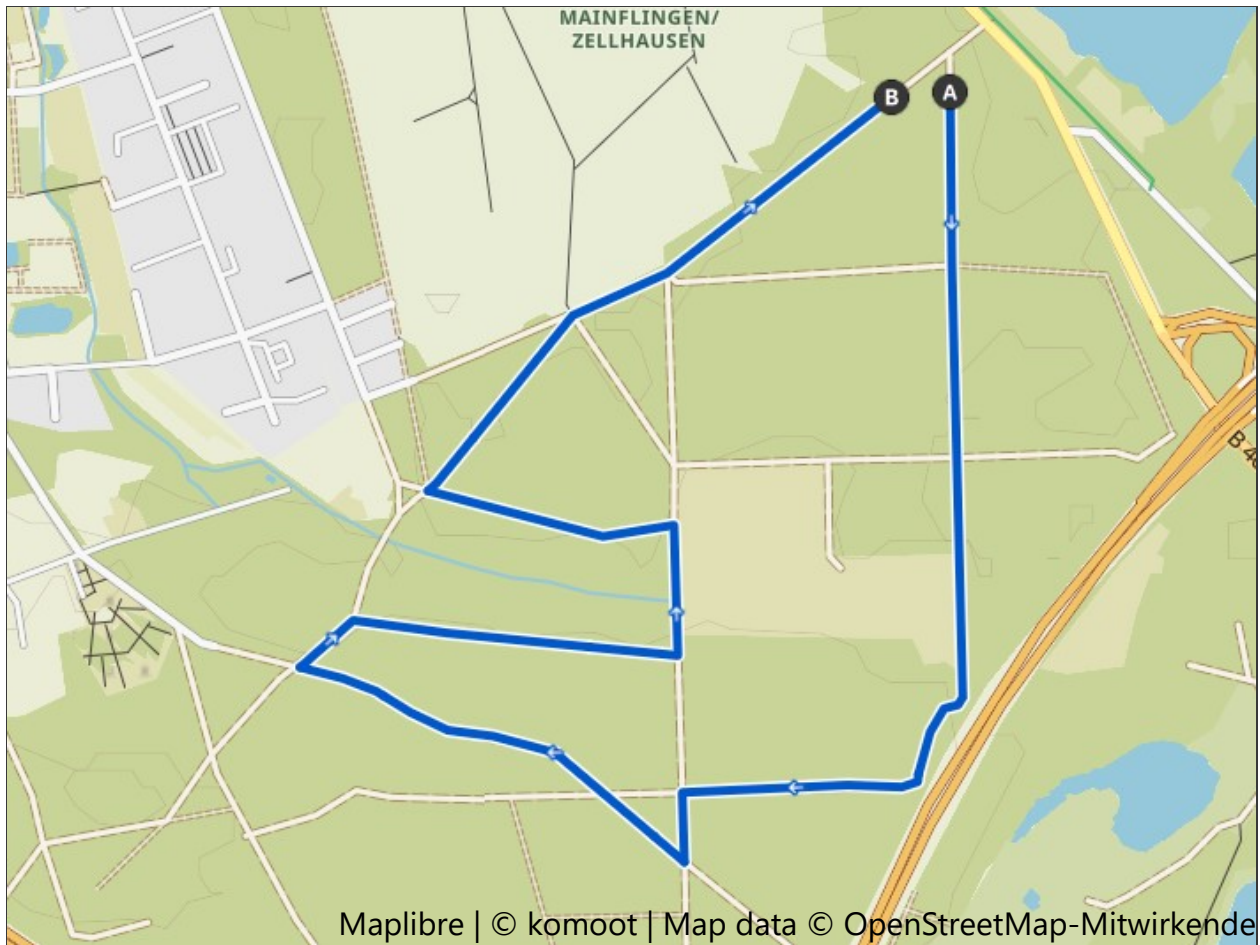 MAINFLINGEN/
ZELLHAUSEN
B
A
Maplibre | © komoot | Map data © OpenStreetMap-Mitwirkende